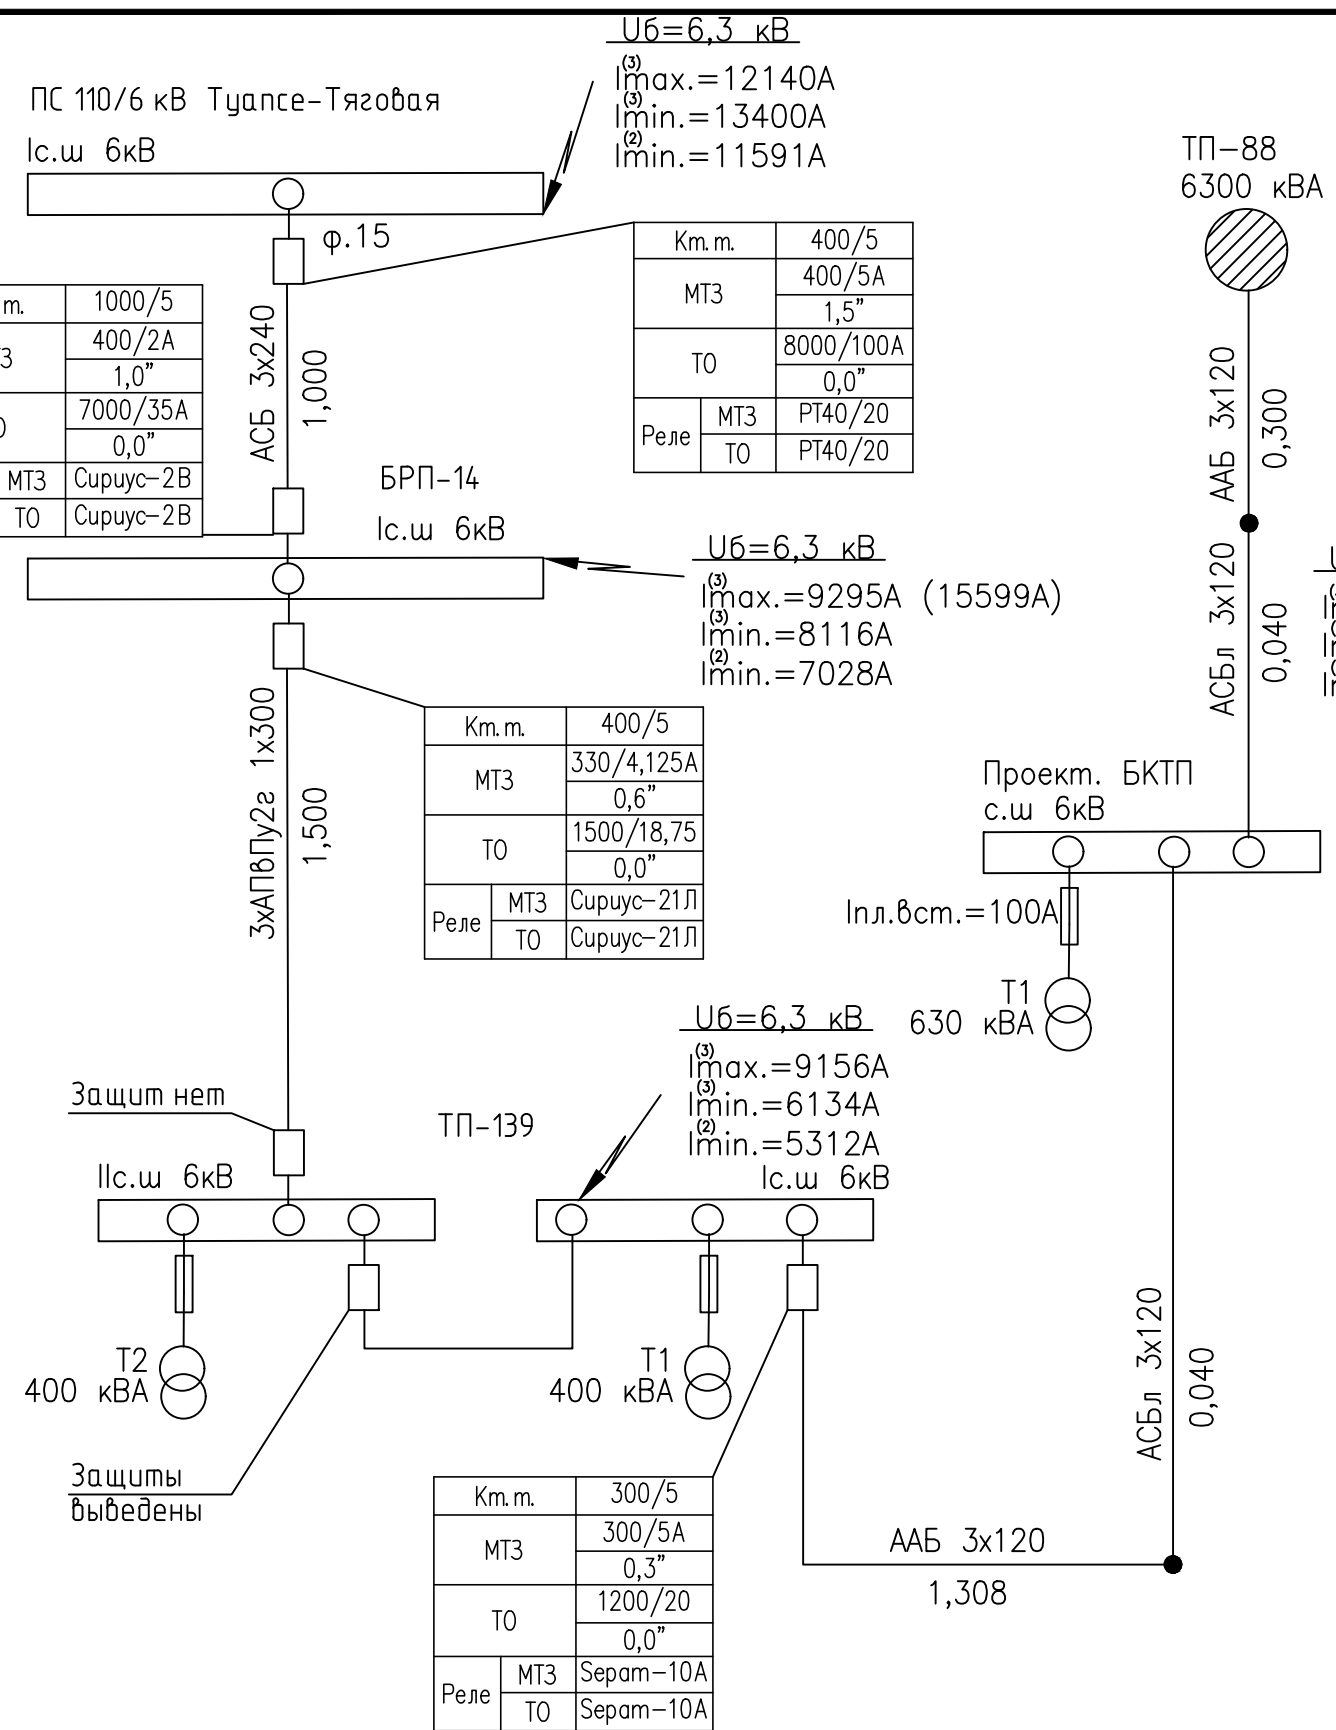 Uб=6,3 кВ
I(3)max.=12140А
I(3)min.=13400А
I(2)min.=11591А
ПС 110/6 кВ Туапсе-Тяговая
Iс.ш 6кВ
ф.15
ТП-88
6300 кВА
Кт.т. 400/5
МТЗ 400/5А
1,5"
ТО 8000/100А
0,0"
Реле МТЗ РТ40/20
ТО РТ40/20
т. 1000/5
400/2А
1,0"
7000/35А
0,0"
МТЗ Сириус-2В
ТО Сириус-2В
АСБ 3х240
1,000
ААБ 3х120
0,300
БРП-14
Iс.ш 6кВ
Uб=6,3 кВ
I(3)max.=9295А (15599А)
I(3)min.=8116А
I(2)min.=7028А
АСБл 3х120
0,040
3хАПвПу2г 1х300
1,500
Кт.т. 400/5
МТЗ 330/4,125А
0,6"
ТО 1500/18,75
0,0"
Реле МТЗ Сириус-21Л
ТО Сириус-21Л
Проект. БКТП
с.ш 6кВ
Iпл.вст.=100А
Т1
630 кВА
Uб=6,3 кВ
I(3)max.=9156А
I(3)min.=6134А
I(2)min.=5312А
Защит нет
ТП-139
IIс.ш 6кВ
Iс.ш 6кВ
Т2
400 кВА
Т1
400 кВА
АСБл 3х120
0,040
Защиты
выведены
Кт.т. 300/5
МТЗ 300/5А
0,3"
ТО 1200/20
0,0"
Реле МТЗ Sepam-10А
ТО Sepam-10А
ААБ 3х120
1,308